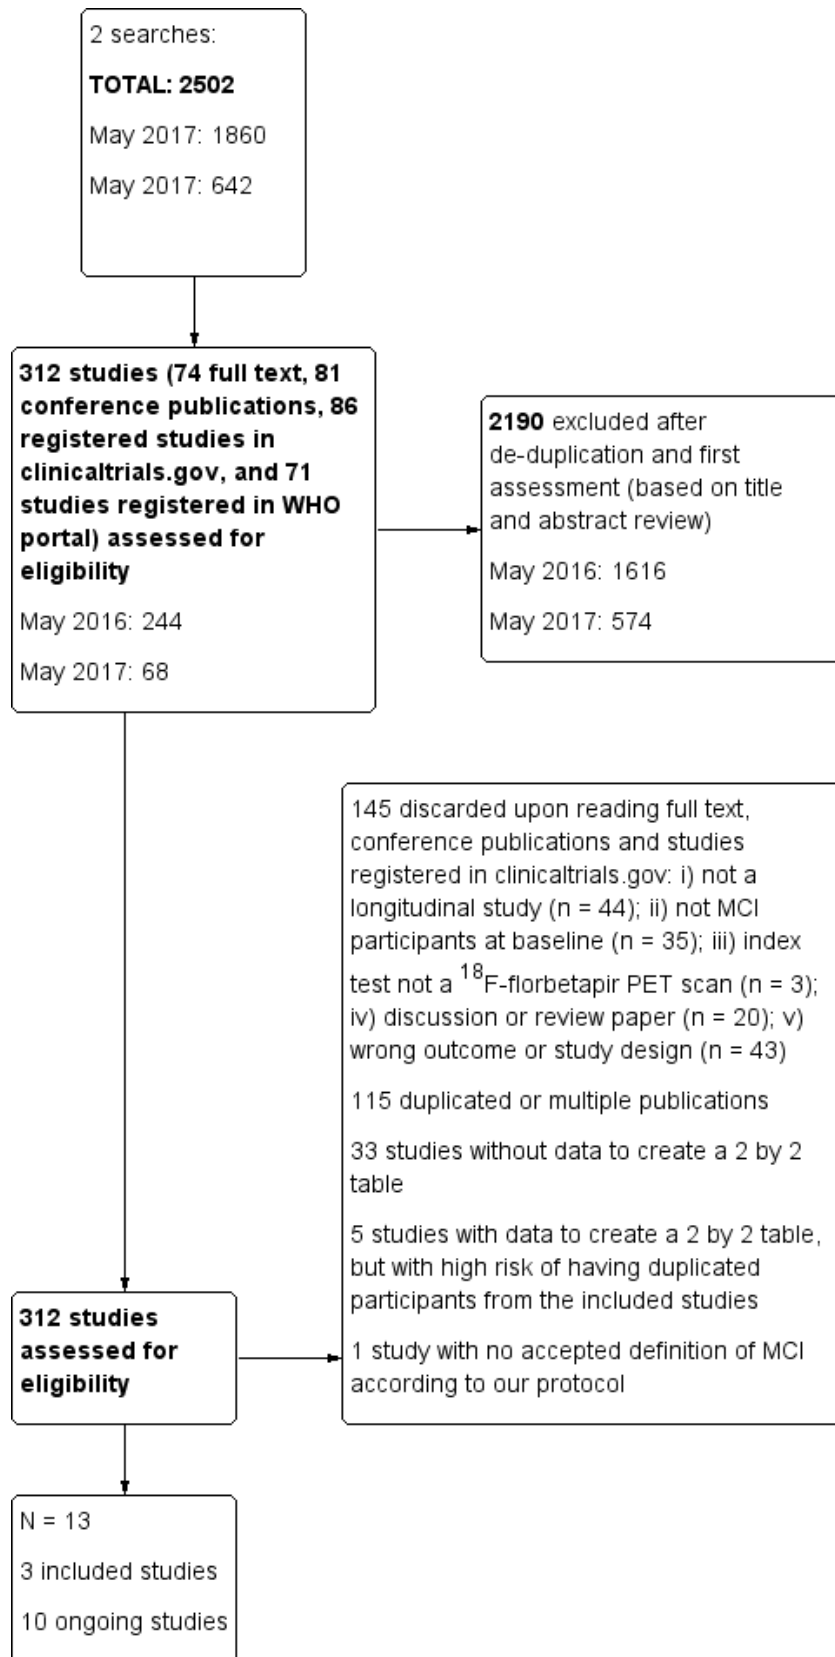 2 searches:
TOTAL: 2502
May 2017: 1860
May 2017: 642
312 studies (74 full text, 81
conference publications, 86
registered studies in
clinicaltrials.gov, and 71
studies registered in WHO
portal) assessed for
eligibility
May 2016: 244
May 2017: 68
2190 excluded after
de-duplication and first
assessment (based on title
and abstract review)
May 2016: 1616
May 2017: 574
145 discarded upon reading full text,
conference publications and studies
registered in clinicaltrials.gov: i) not a
longitudinal study (n = 44); ii) not MCI
participants at baseline (n = 35); iii) index
test not a ¹⁸F-florbetapir PET scan (n = 3);
iv) discussion or review paper (n = 20); v)
wrong outcome or study design (n = 43)
115 duplicated or multiple publications
33 studies without data to create a 2 by 2
table
5 studies with data to create a 2 by 2 table,
but with high risk of having duplicated
participants from the included studies
1 study with no accepted definition of MCI
according to our protocol
312 studies
assessed for
eligibility
N = 13
3 included studies
10 ongoing studies